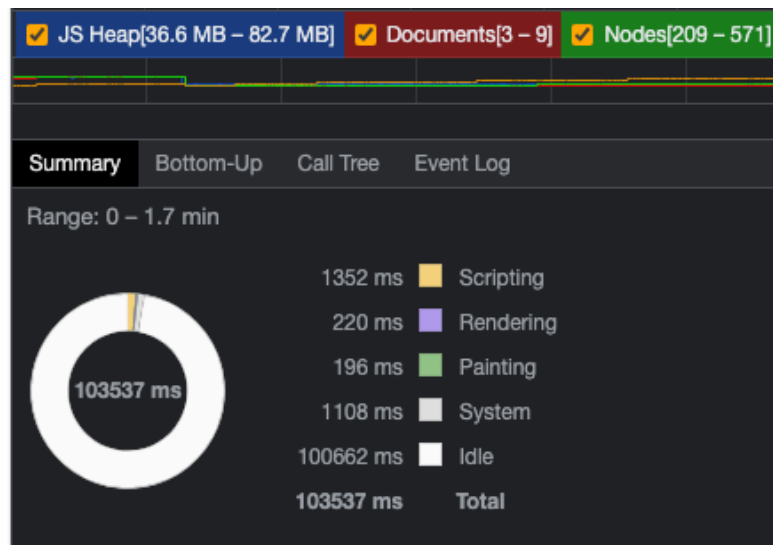 JS Heap[36.6 MB – 82.7 MB] Documents[3 – 9] Nodes[209 – 571]
Summary Bottom-Up Call Tree Event Log
Range: 0 – 1.7 min
1352 ms Scripting
220 ms Rendering
196 ms Painting
103537 ms
1108 ms System
100662 ms Idle
103537 ms Total